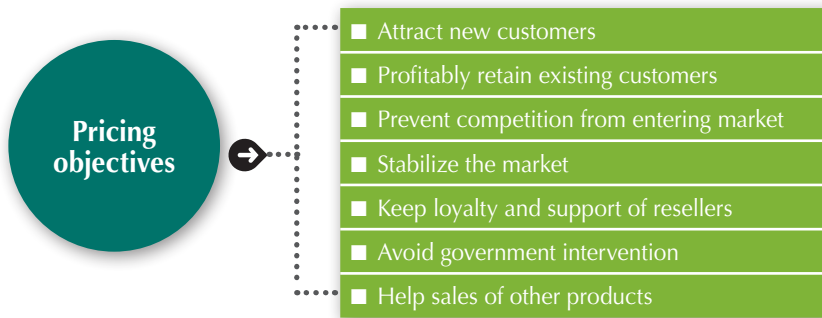 Pricing
objectives
■ Attract new customers
■ Profitably retain existing customers
■ Prevent competition from entering market
■ Stabilize the market
■ Keep loyalty and support of resellers
■ Avoid government intervention
■ Help sales of other products